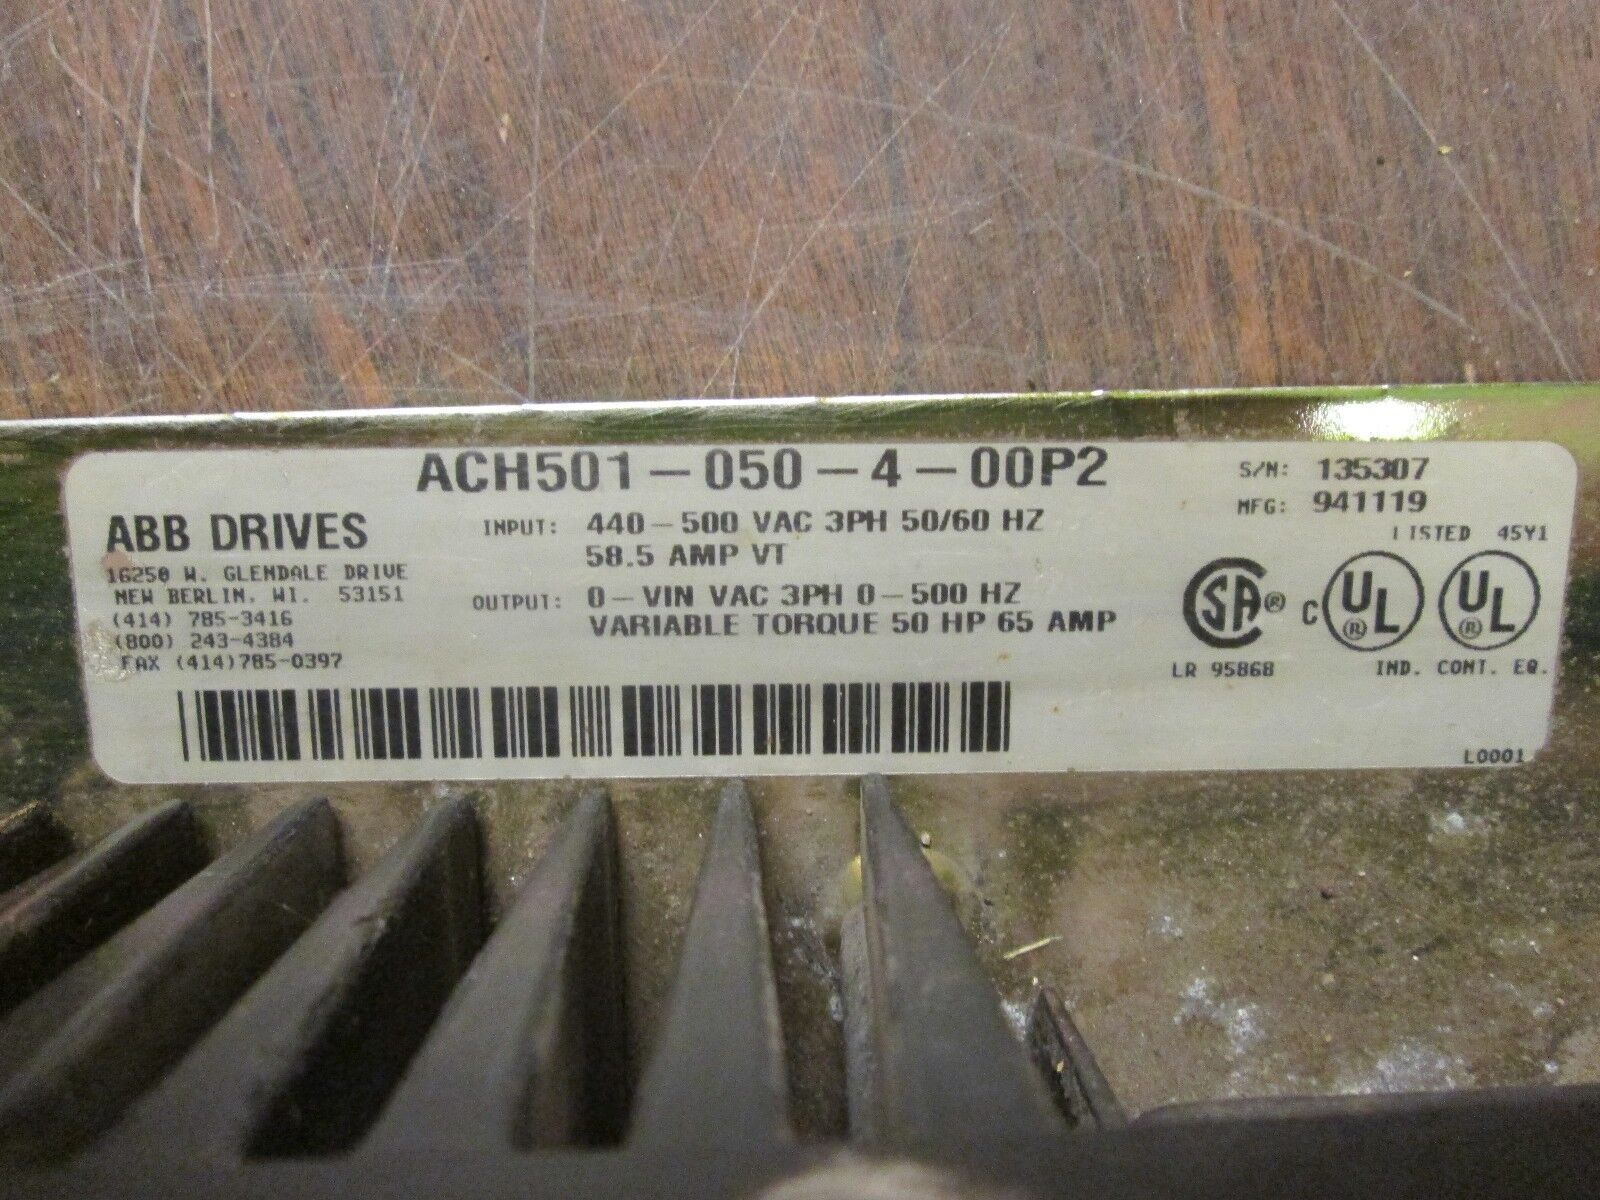 ACH501-050-4-00P2
S/N: 135307
MFG: 941119
ABB DRIVES
16250 W. GLENDALE DRIVE
NEW BERLIN, WI. 53151
(414) 785-3416
(800) 243-4384
FAX (414)785-0397
INPUT: 440-500 VAC 3PH 50/60 HZ
58.5 AMP VT
OUTPUT: 0-VIN VAC 3PH 0-500 HZ
VARIABLE TORQUE 50 HP 65 AMP
LISTED 45Y1
SA®
C UL® UL®
LR 95868
IND. CONT. EQ.
L0001